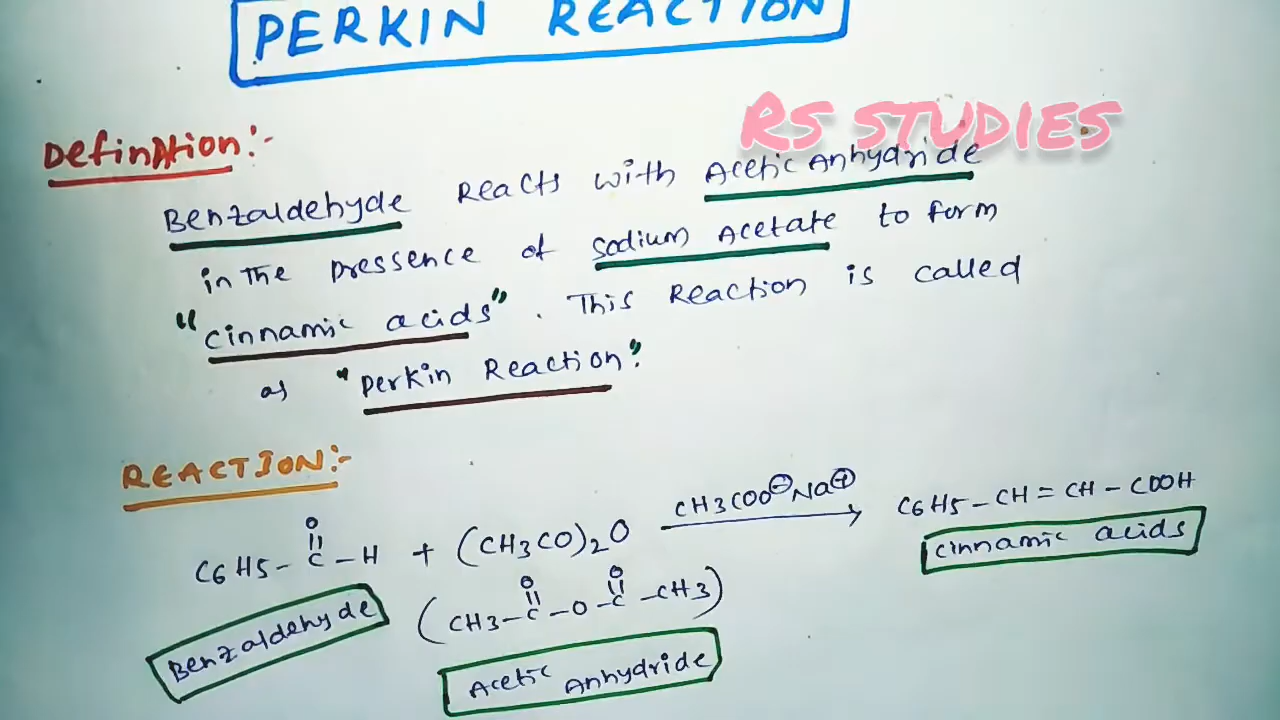 PERKIN REACTION
RS STUDIES
Definition:-
Benzaldehyde Reacts with Acetic Anhydride
in the pressence of sodium Acetate to form
"cinnamic acids". This Reaction is called
as "Perkin Reaction"
REACTION:-
CH3COO⊖Na⊕
C6H5-CH=CH-COOH
O
C6H5-C-H + (CH3CO)2O
cinnamic acids
O O
(CH3-C-O-C-CH3)
Benzaldehyde
Acetic Anhydride